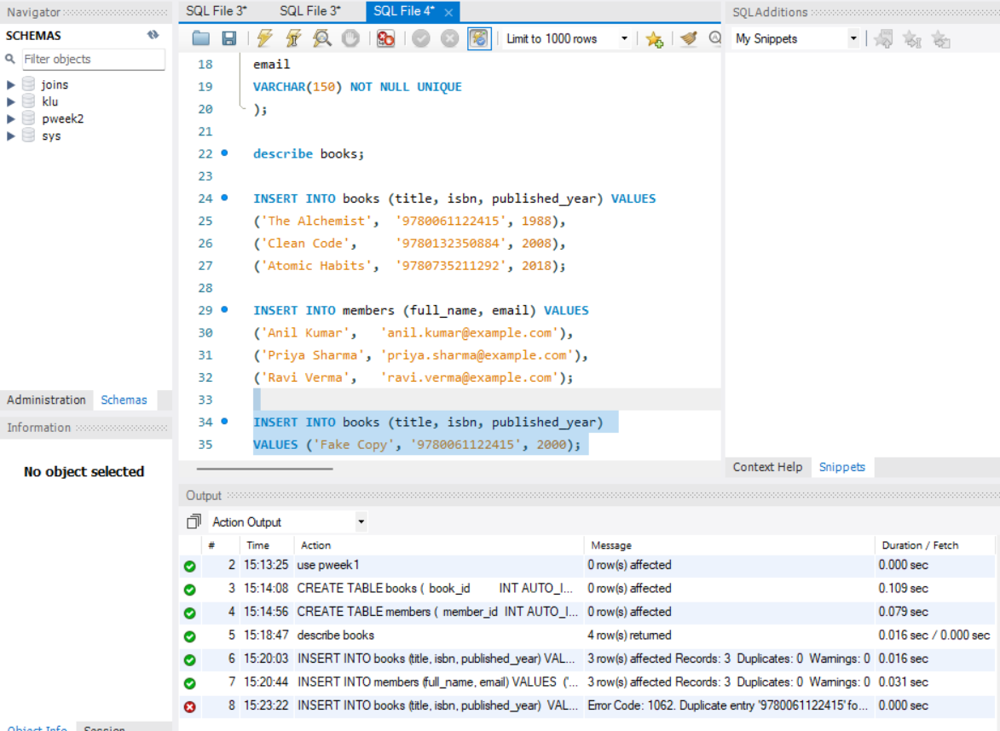 Navigator
SCHEMAS
Filter objects
joins
klu
pweek2
sys
Administration Schemas
Information
No object selected
Object Info Session
SQL File 3* SQL File 3* SQL File 4*
Limit to 1000 rows
18 email
19 VARCHAR(150) NOT NULL UNIQUE
20 );
21
22 describe books;
23
24 INSERT INTO books (title, isbn, published_year) VALUES
25 ('The Alchemist', '9780061122415', 1988),
26 ('Clean Code', '9780132350884', 2008),
27 ('Atomic Habits', '9780735211292', 2018);
28
29 INSERT INTO members (full_name, email) VALUES
30 ('Anil Kumar', 'anil.kumar@example.com'),
31 ('Priya Sharma', 'priya.sharma@example.com'),
32 ('Ravi Verma', 'ravi.verma@example.com');
33
34 INSERT INTO books (title, isbn, published_year)
35 VALUES ('Fake Copy', '9780061122415', 2000);
SQLAdditions
My Snippets
Context Help Snippets
Output
Action Output
# Time Action Message Duration / Fetch
2 15:13:25 use pweek1 0 row(s) affected 0.000 sec
3 15:14:08 CREATE TABLE books ( book_id INT AUTO_I... 0 row(s) affected 0.109 sec
4 15:14:56 CREATE TABLE members ( member_id INT AUTO_I... 0 row(s) affected 0.079 sec
5 15:18:47 describe books 4 row(s) returned 0.016 sec / 0.000 sec
6 15:20:03 INSERT INTO books (title, isbn, published_year) VAL... 3 row(s) affected Records: 3 Duplicates: 0 Warnings: 0 0.016 sec
7 15:20:44 INSERT INTO members (full_name, email) VALUES ('... 3 row(s) affected Records: 3 Duplicates: 0 Warnings: 0 0.031 sec
8 15:23:22 INSERT INTO books (title, isbn, published_year) VAL... Error Code: 1062. Duplicate entry '9780061122415' fo... 0.000 sec